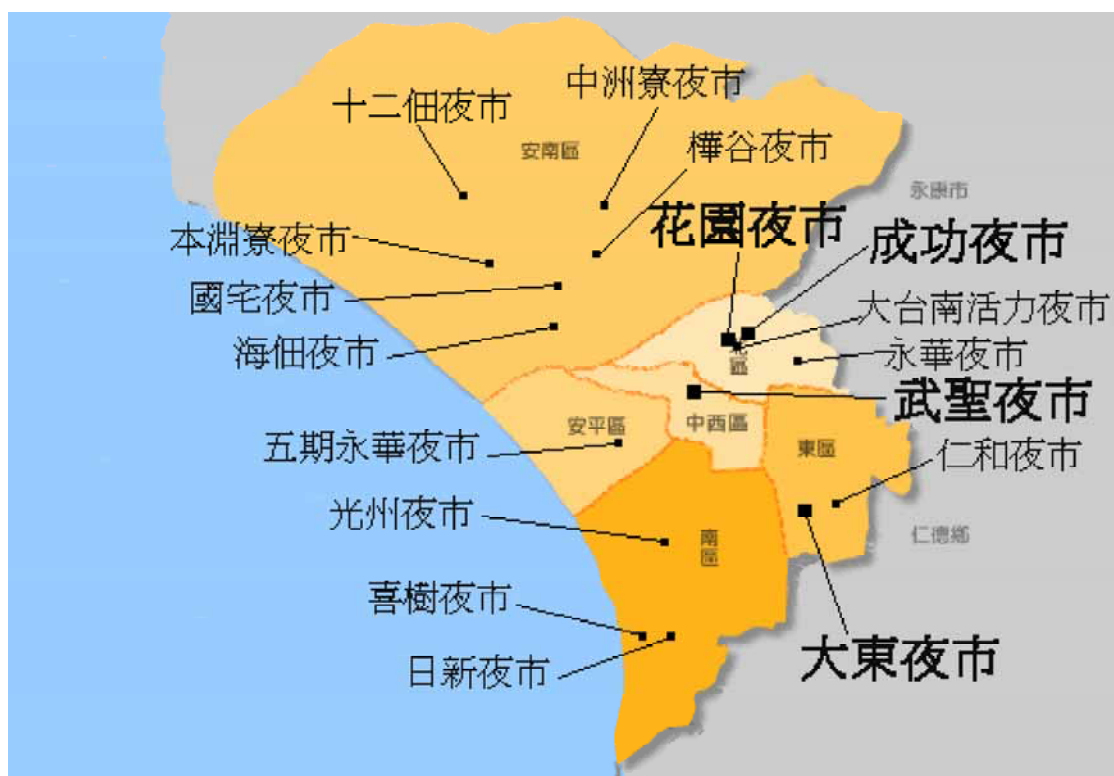 中洲寮夜市
十二佃夜市
安南區
樺谷夜市
永康市
花園夜市
成功夜市
本淵寮夜市
國宅夜市
大台南活力夜市
海佃夜市
北區
永華夜市
武聖夜市
安平區
中西區
五期永華夜市
東區
仁和夜市
光州夜市
南區
仁德鄉
喜樹夜市
大東夜市
日新夜市